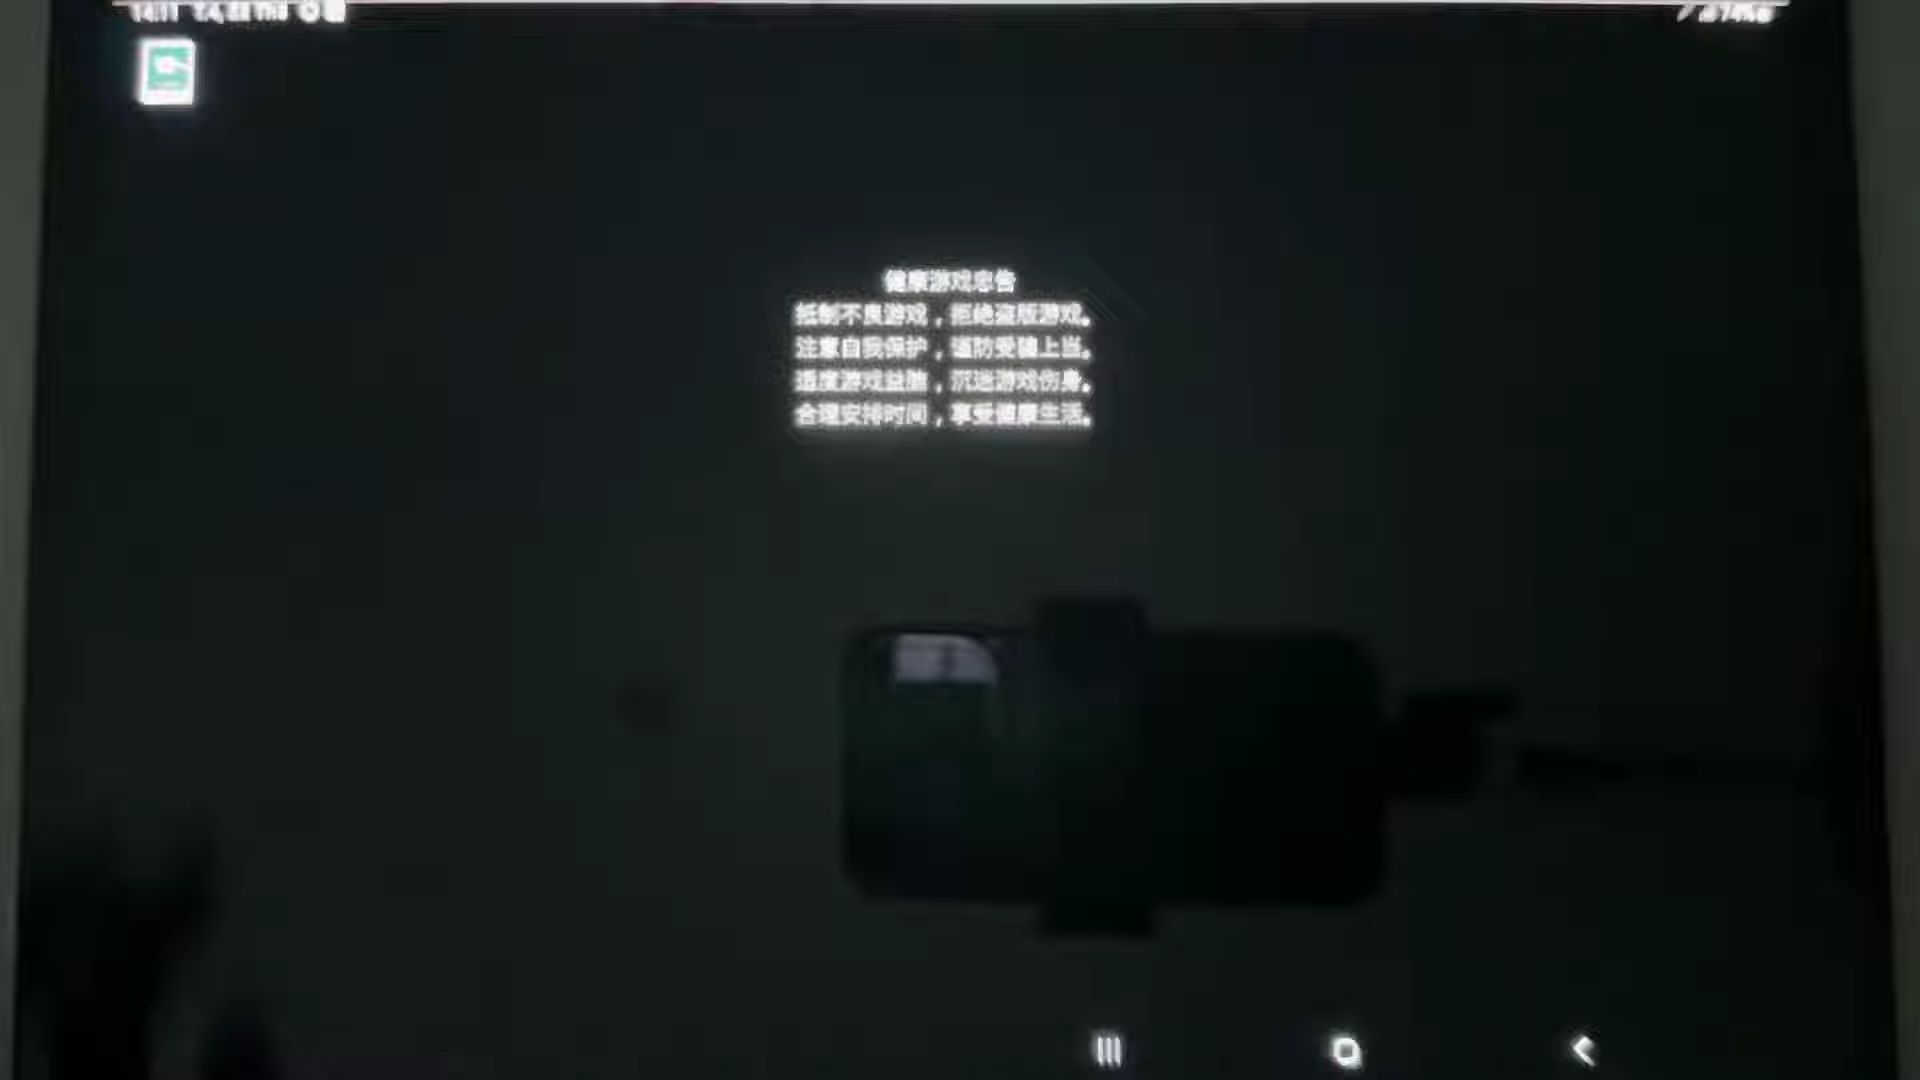 14:11
健康游戏忠告
抵制不良游戏，拒绝盗版游戏。
注意自我保护，谨防受骗上当。
适度游戏益脑，沉迷游戏伤身。
合理安排时间，享受健康生活。